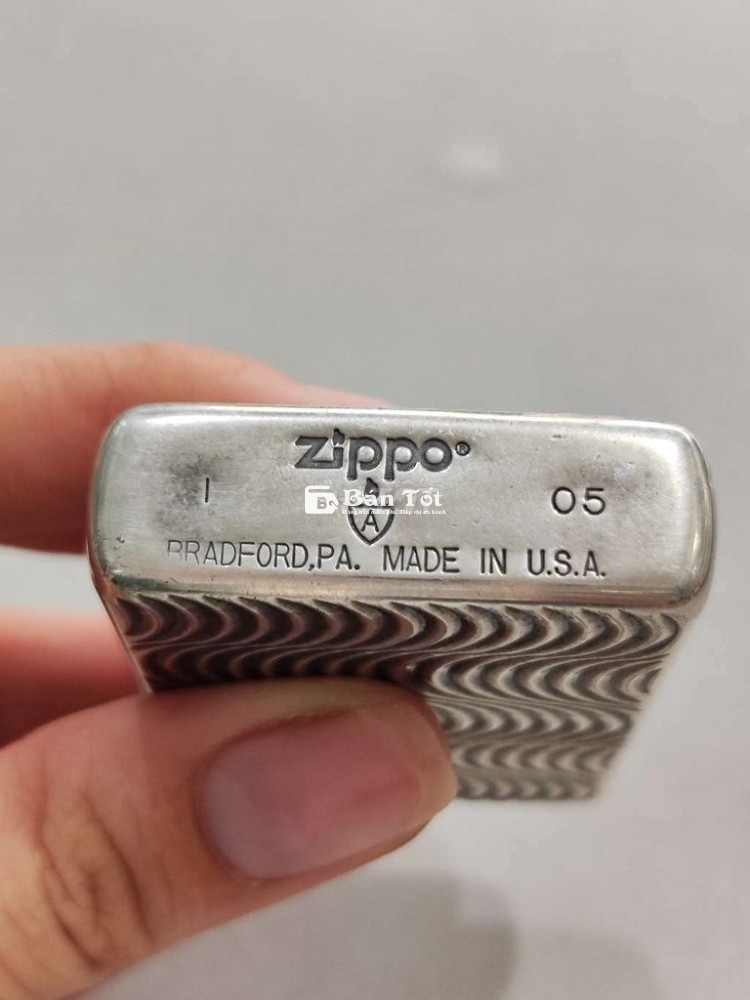 zippo®
I 05
Bán Tốt
A
BRADFORD,PA. MADE IN U.S.A.